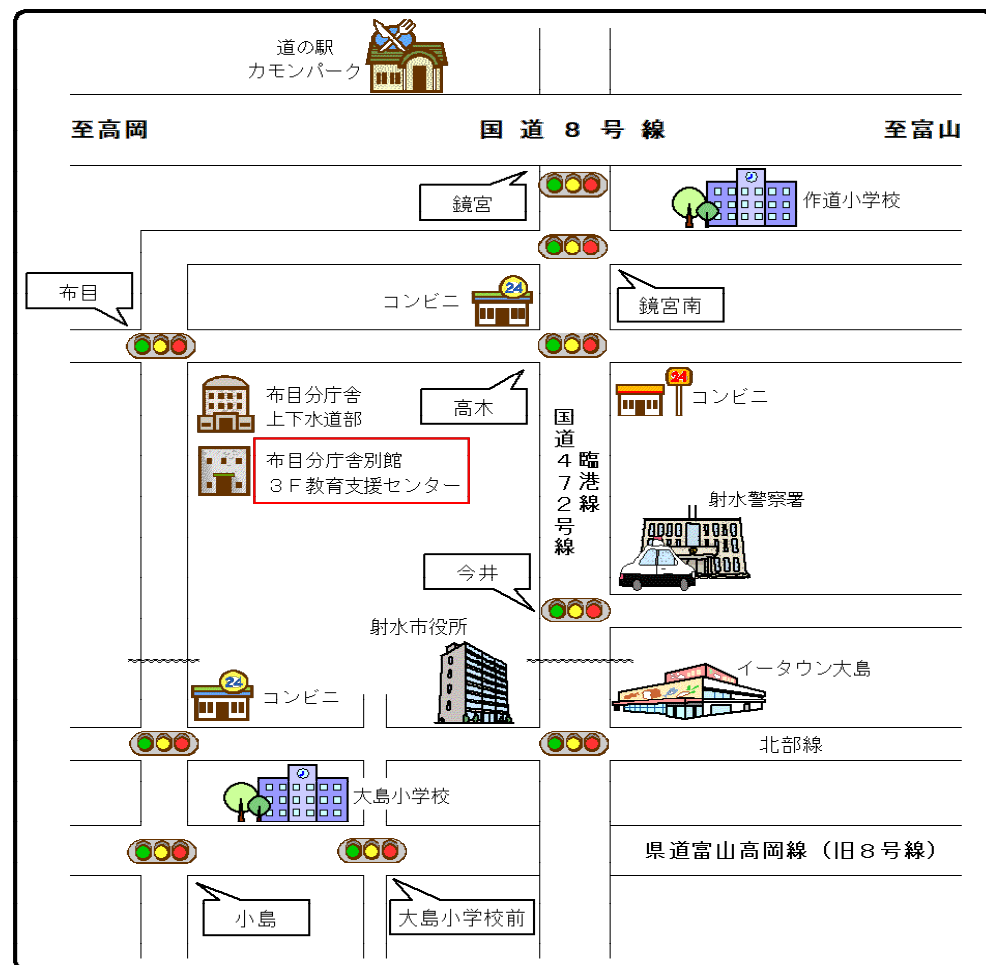 道の駅
カモンパーク
至高岡
国道８号線
至富山
鏡宮
作道小学校
布目
コンビニ
24
鏡宮南
布目分庁舎
上下水道部
高木
24
コンビニ
国道４７２号線
臨港線
布目分庁舎別館
３Ｆ教育支援センター
射水警察署
今井
射水市役所
イータウン大島
24
コンビニ
北部線
大島小学校
県道富山高岡線（旧８号線）
小島
大島小学校前